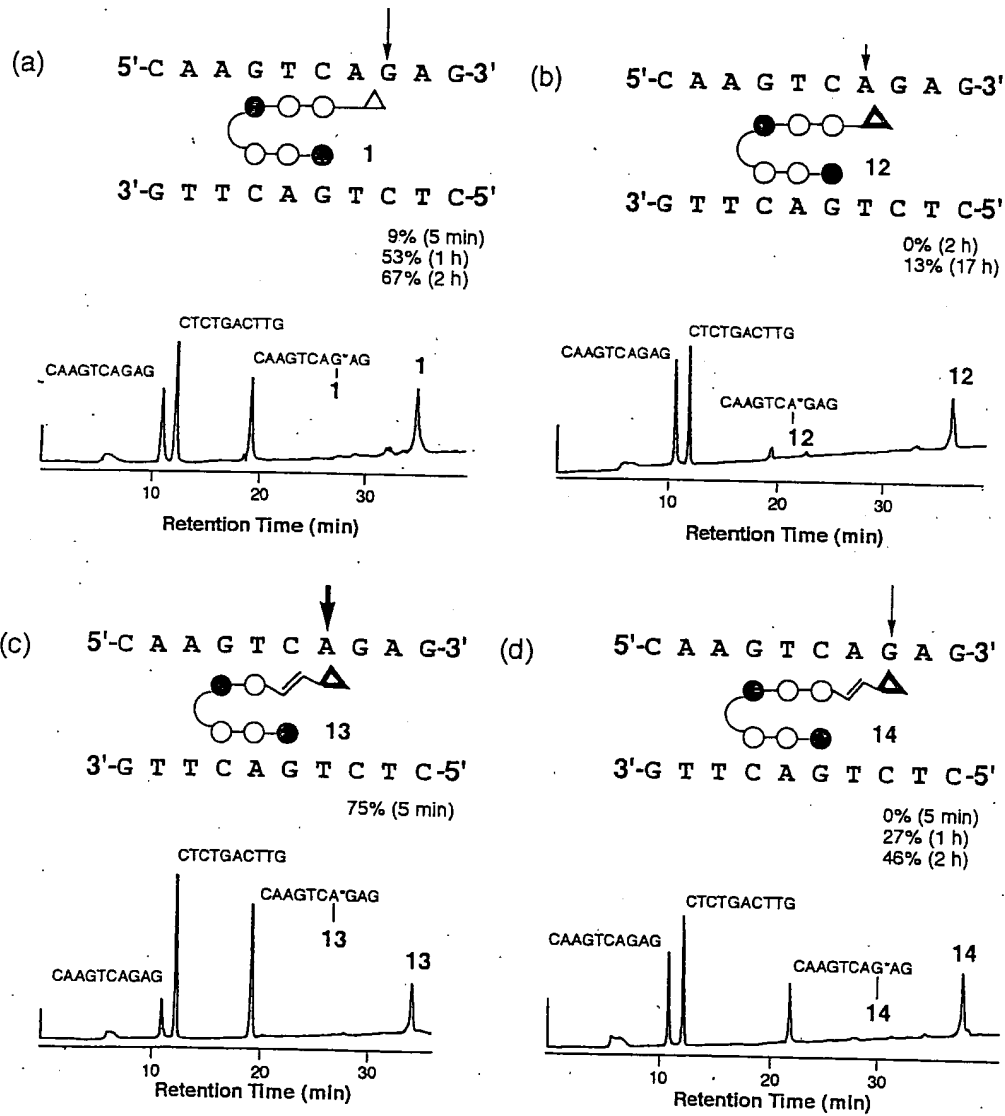 (a)
5'-C A A G T C A G A G-3'
1
3'-G T T C A G T C T C-5'
9% (5 min)
53% (1 h)
67% (2 h)
CTCTGACTTG
CAAGTCAGAG
CAAGTCAG*AG
1
1
10 20 30
Retention Time (min)
(b)
5'-C A A G T C A G A G-3'
12
3'-G T T C A G T C T C-5'
0% (2 h)
13% (17 h)
CTCTGACTTG
CAAGTCAGAG
CAAGTCA*GAG
12
12
10 20 30
Retention Time (min)
(c)
5'-C A A G T C A G A G-3'
13
3'-G T T C A G T C T C-5'
75% (5 min)
CTCTGACTTG
CAAGTCAGAG
CAAGTCA*GAG
13
13
10 20 30
Retention Time (min)
(d)
5'-C A A G T C A G A G-3'
14
3'-G T T C A G T C T C-5'
0% (5 min)
27% (1 h)
46% (2 h)
CTCTGACTTG
CAAGTCAGAG
CAAGTCAG*AG
14
14
10 20 30
Retention Time (min)